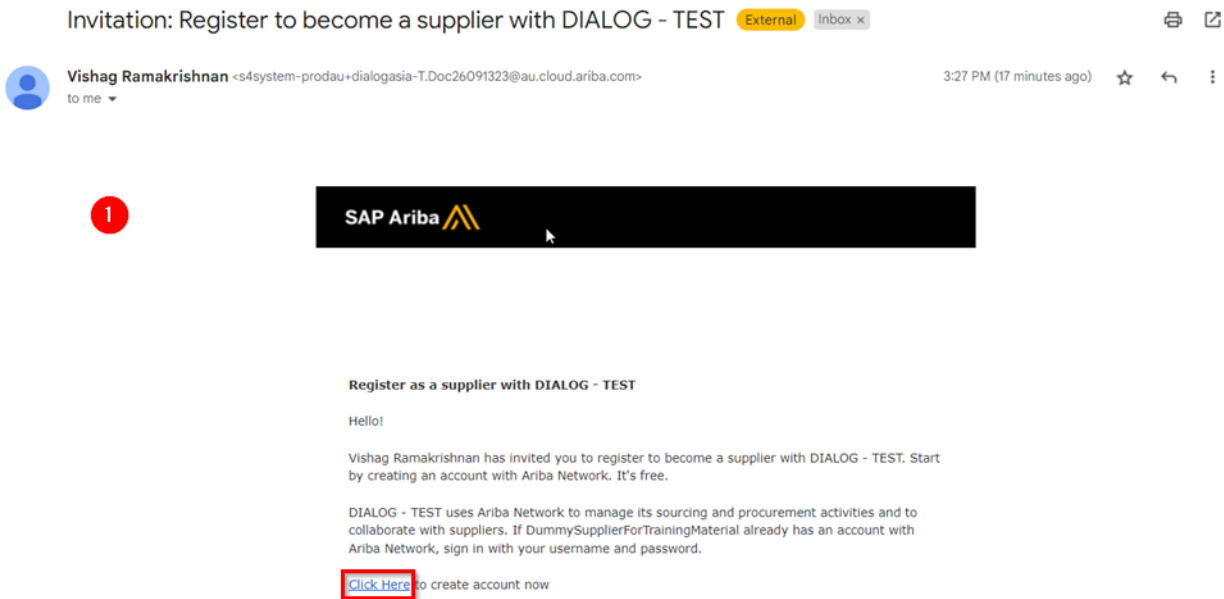 Invitation: Register to become a supplier with DIALOG - TEST External Inbox ×
Vishag Ramakrishnan <s4system-prodau+dialogasia-T.Doc26091323@au.cloud.ariba.com> 3:27 PM (17 minutes ago)
to me
1
SAP Ariba
Register as a supplier with DIALOG - TEST
Hello!
Vishag Ramakrishnan has invited you to register to become a supplier with DIALOG - TEST. Start
by creating an account with Ariba Network. It's free.
DIALOG - TEST uses Ariba Network to manage its sourcing and procurement activities and to
collaborate with suppliers. If DummySupplierForTrainingMaterial already has an account with
Ariba Network, sign in with your username and password.
Click Here to create account now